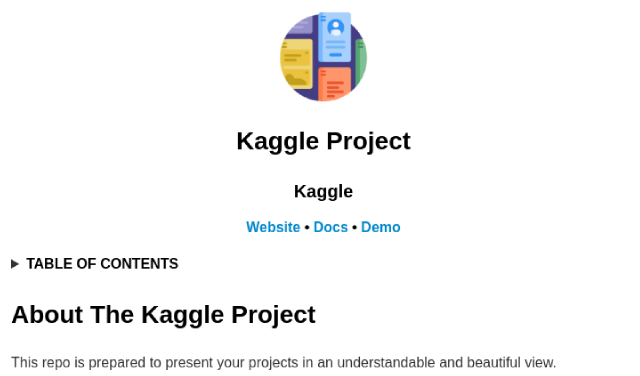 Kaggle Project
Kaggle
Website • Docs • Demo
TABLE OF CONTENTS
About The Kaggle Project
This repo is prepared to present your projects in an understandable and beautiful view.